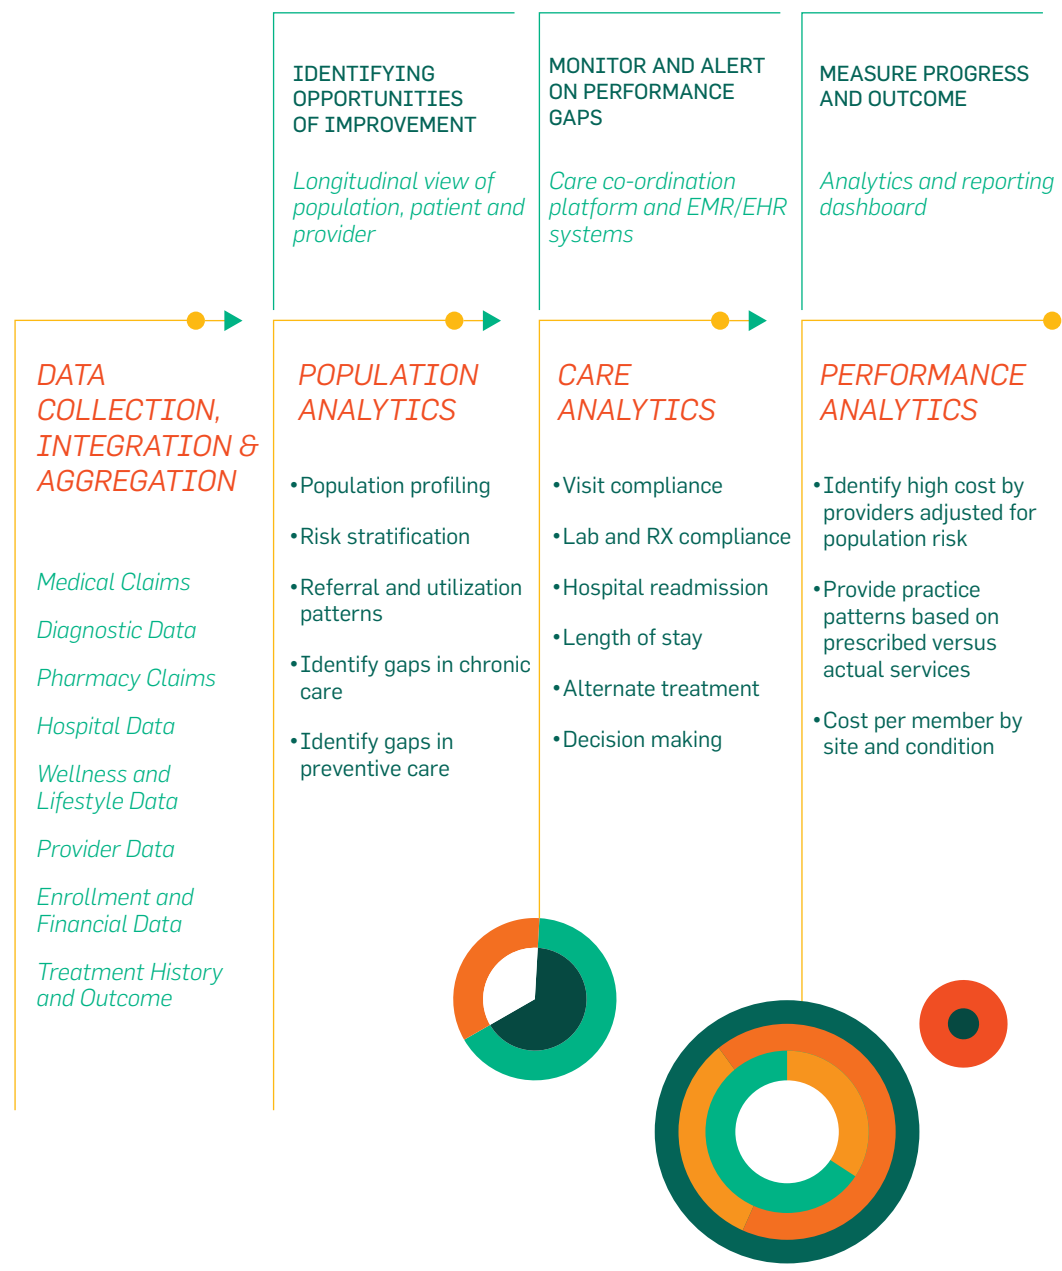 IDENTIFYING
OPPORTUNITIES
OF IMPROVEMENT
Longitudinal view of
population, patient and
provider
MONITOR AND ALERT
ON PERFORMANCE
GAPS
Care co-ordination
platform and EMR/EHR
systems
MEASURE PROGRESS
AND OUTCOME
Analytics and reporting
dashboard
DATA
COLLECTION,
INTEGRATION &
AGGREGATION
Medical Claims
Diagnostic Data
Pharmacy Claims
Hospital Data
Wellness and
Lifestyle Data
Provider Data
Enrollment and
Financial Data
Treatment History
and Outcome
POPULATION
ANALYTICS
•Population profiling
•Risk stratification
•Referral and utilization
patterns
•Identify gaps in chronic
care
•Identify gaps in
preventive care
CARE
ANALYTICS
•Visit compliance
•Lab and RX compliance
•Hospital readmission
•Length of stay
•Alternate treatment
•Decision making
PERFORMANCE
ANALYTICS
•Identify high cost by
providers adjusted for
population risk
•Provide practice
patterns based on
prescribed versus
actual services
•Cost per member by
site and condition